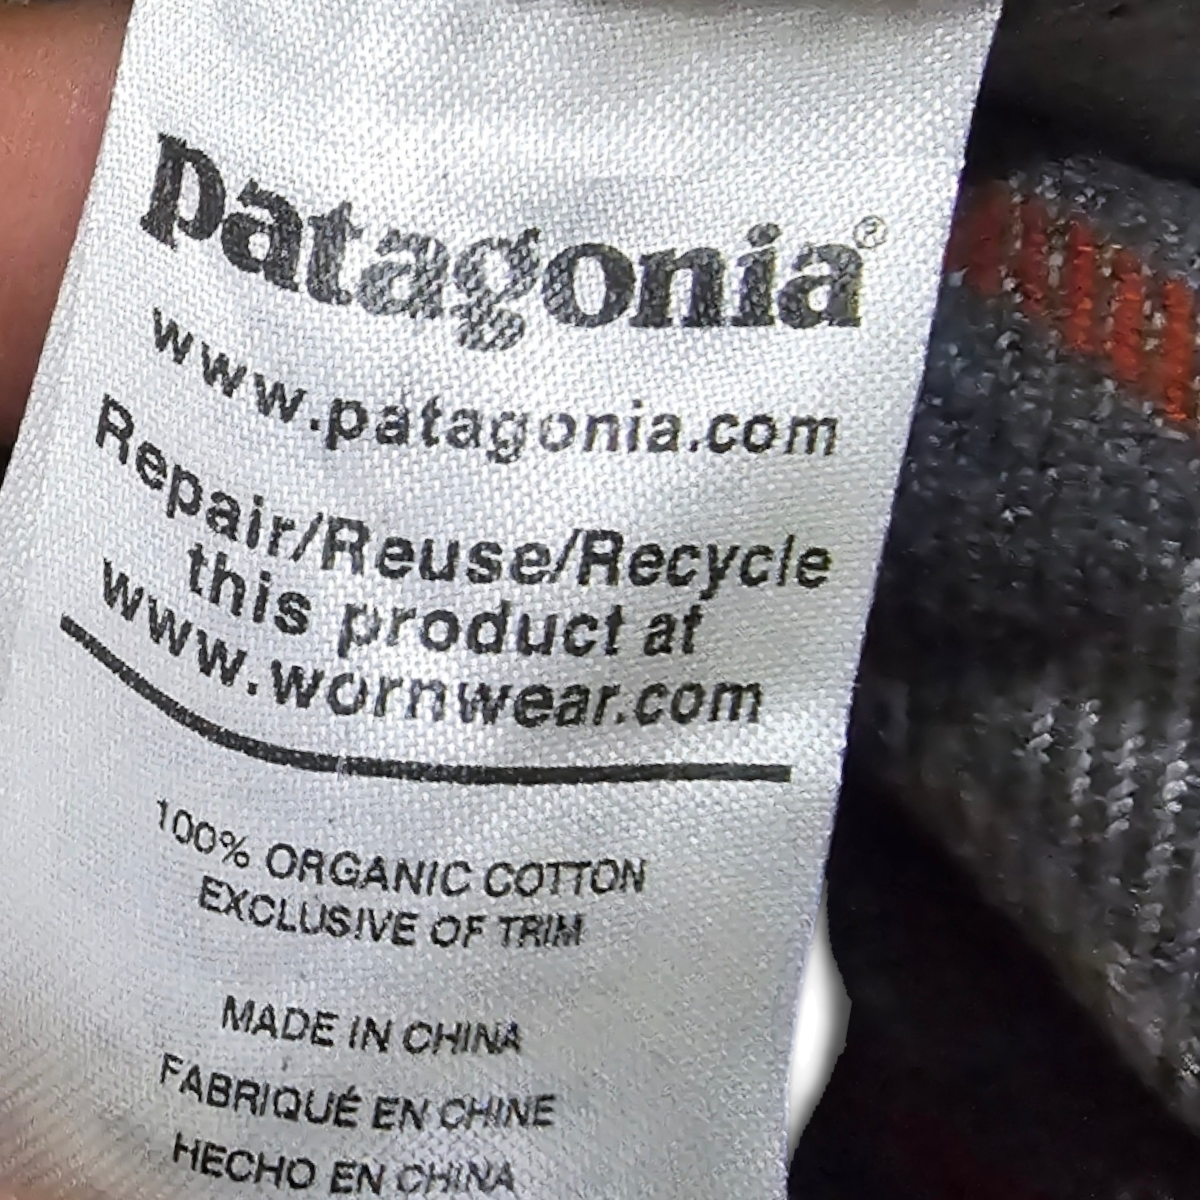 patagonia®
www.patagonia.com
Repair/Reuse/Recycle
this product at
www.wornwear.com
100% ORGANIC COTTON
EXCLUSIVE OF TRIM
MADE IN CHINA
FABRIQUÉ EN CHINE
HECHO EN CHINA